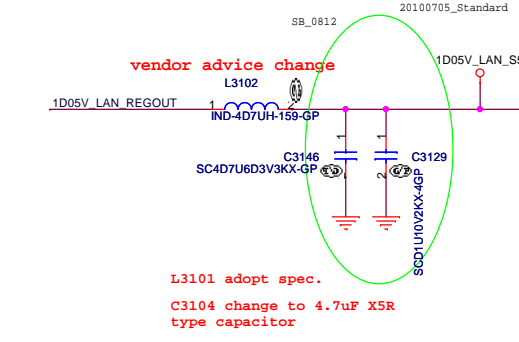 20100705_Standard
SB_0812
vendor advice change
1D05V_LAN_S5
L3102
1D05V_LAN_REGOUT
1
2
IND-4D7UH-159-GP
1
1
C3146
C3129
SC4D7U6D3V3KX-GP
2
2
SCD1U10V2KX-4GP
L3101 adopt spec.
C3104 change to 4.7uF X5R
type capacitor